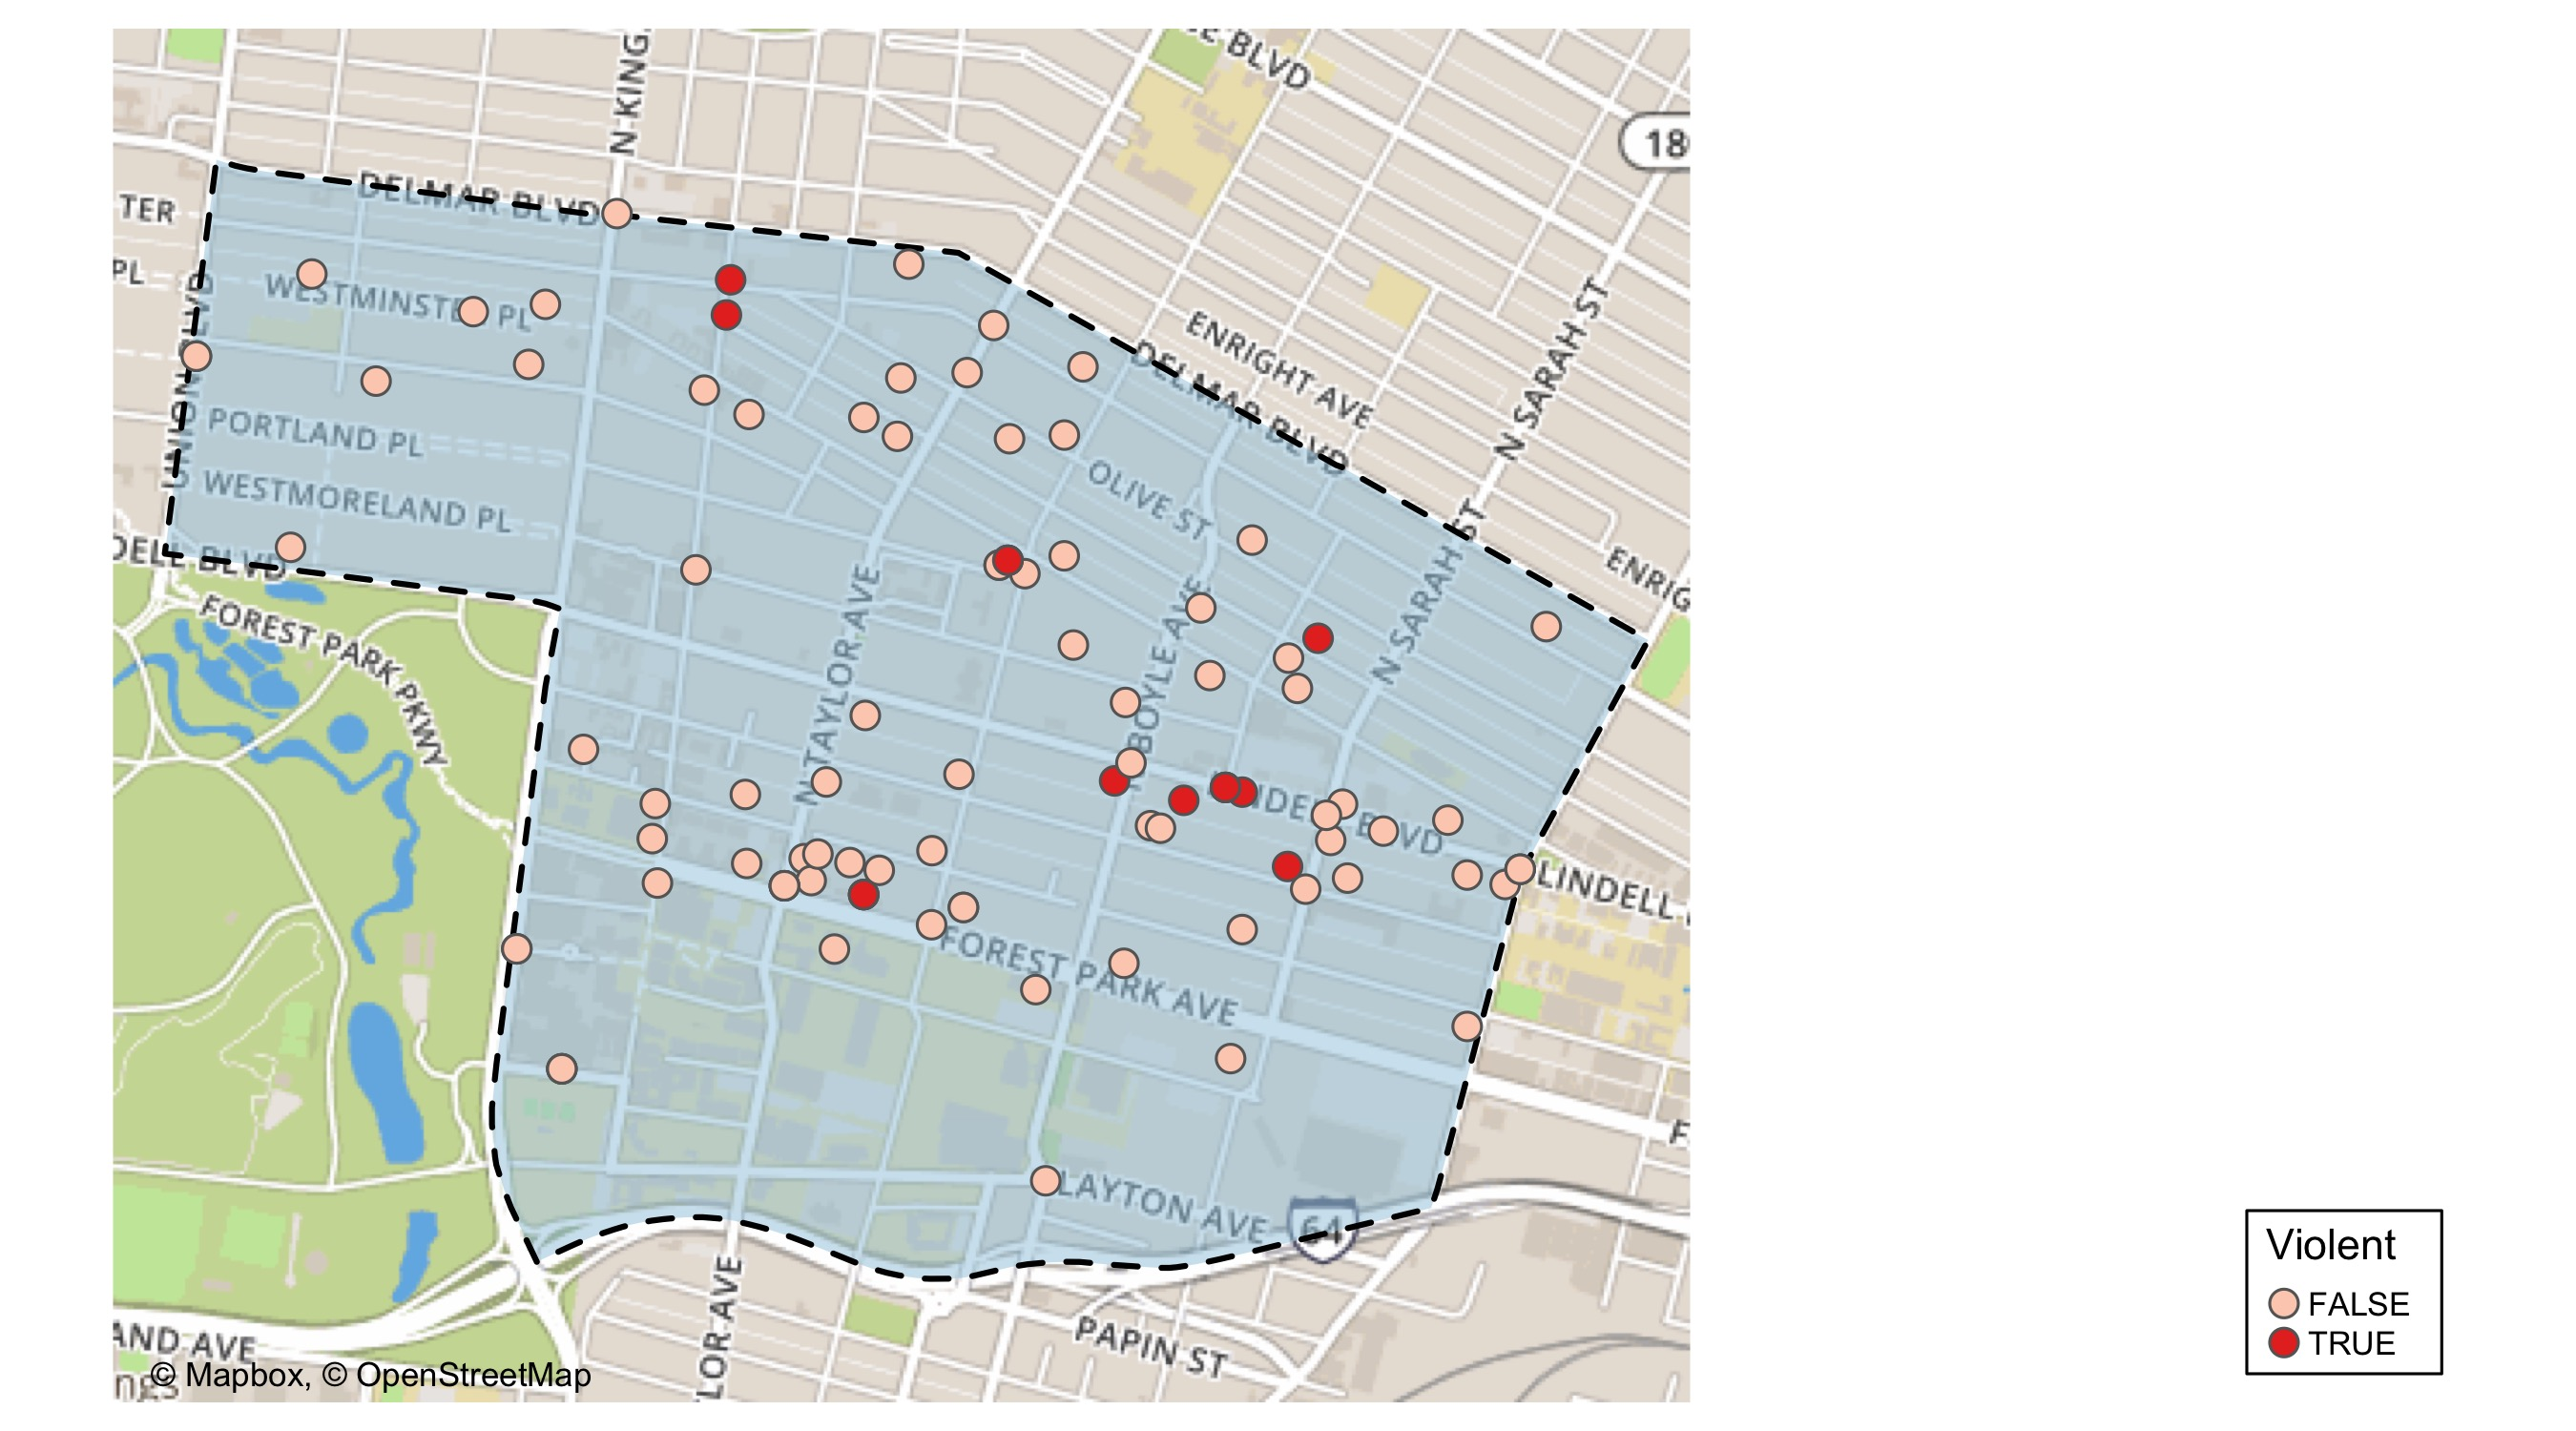 N KING
BLVD
18
TER
DELMAR BLVD
PL
WESTMINSTE
PL
ENRIGHT AVE
N SARAH ST
DELMAR BLVD
PORTLAND PL
OLIVE ST
WESTMORELAND PL
N SARAH ST
BLVD
ENRIG
FOREST PARK PKWY
N TAYLOR AVE
BOYLE AVE
LINDELL
FOREST PARK AVE
F
LAYTON AVE
64
LOR AVE
PAPIN ST
AND AVE
© Mapbox, © OpenStreetMap
Violent
FALSE
TRUE